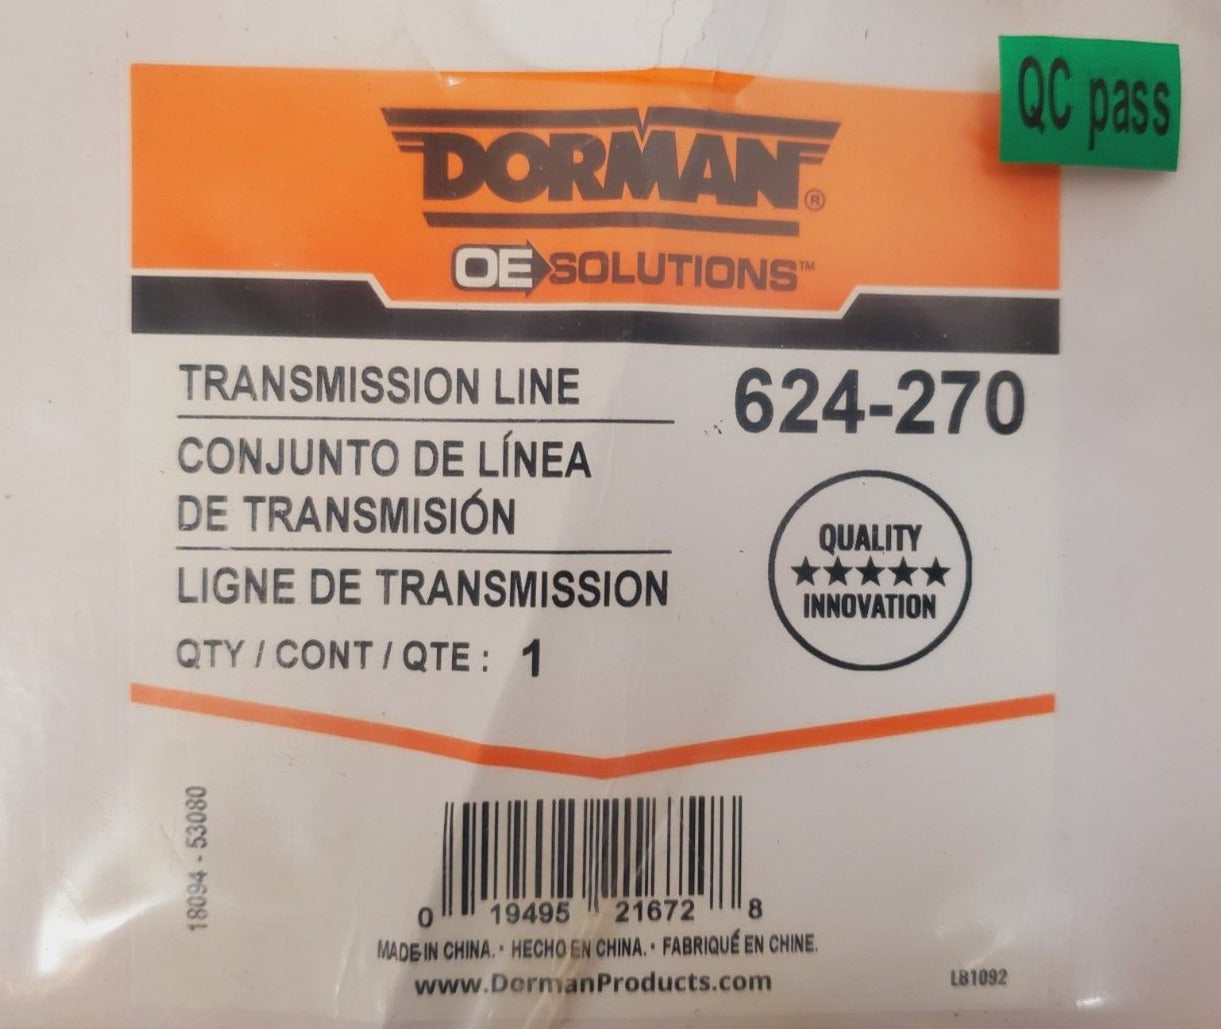 QC pass
DORMAN®
OE SOLUTIONS™
TRANSMISSION LINE
624-270
CONJUNTO DE LÍNEA
DE TRANSMISIÓN
LIGNE DE TRANSMISSION
QTY / CONT / QTE : 1
QUALITY
★★★★★
INNOVATION
18094 - 53080
0 19495 21672 8
MADE IN CHINA. • HECHO EN CHINA. • FABRIQUÉ EN CHINE.
www.DormanProducts.com
LB1092